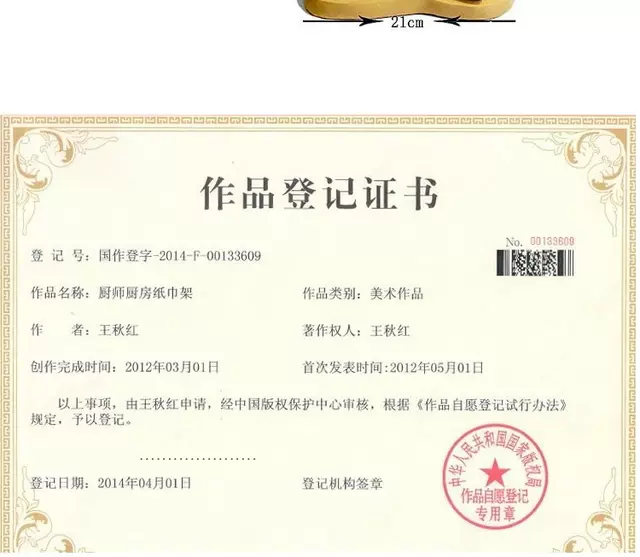 21cm
作品登记证书
No. 00133609
登 记 号：国作登字-2014-F-00133609
作品名称：厨师厨房纸巾架
作品类别：美术作品
作 者：王秋红
著作权人：王秋红
创作完成时间：2012年03月01日
首次发表时间：2012年05月01日
以上事项，由王秋红申请，经中国版权保护中心审核，根据《作品自愿登记试行办法》
规定，予以登记。
登记日期：2014年04月01日
登记机构签章
中华人民共和国国家版权局
作品自愿登记
专用章